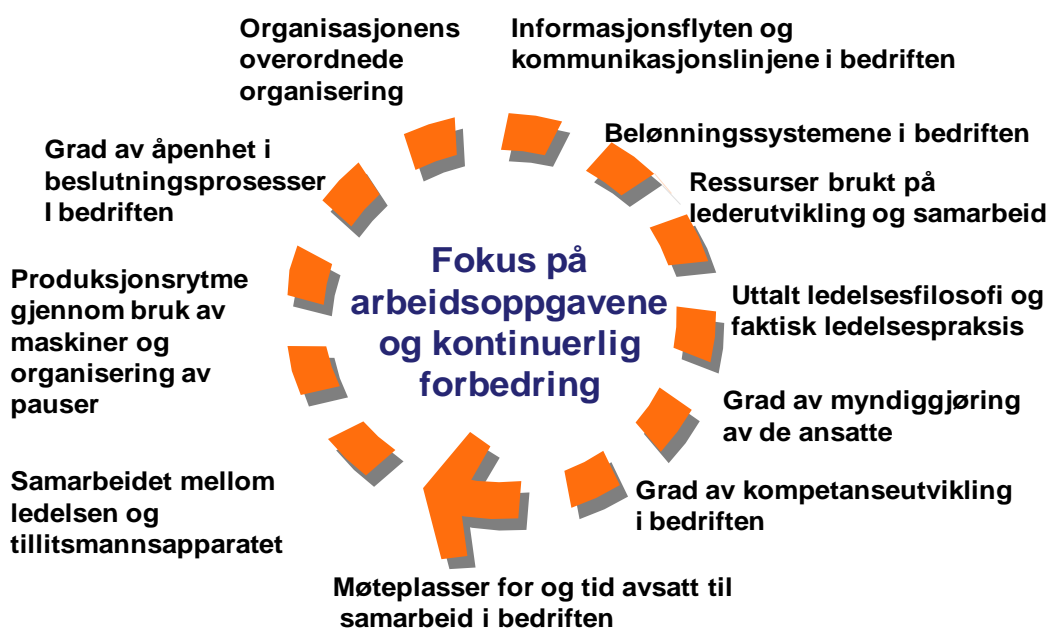 Organisasjonens
overordnede
organisering
Informasjonsflyten og
kommunikasjonslinjene i bedriften
Belønningssystemene i bedriften
Ressurser brukt på
lederutvikling og samarbeid
Uttalt ledelsesfilosofi og
faktisk ledelsespraksis
Grad av myndiggjøring
av de ansatte
Grad av kompetanseutvikling
i bedriften
Møteplasser for og tid avsatt til
samarbeid i bedriften
Samarbeidet mellom
ledelsen og
tillitsmannsapparatet
Produksjonsrytme
gjennom bruk av
maskiner og
organisering av
pauser
Grad av åpenhet i
beslutningsprosesser
I bedriften
Fokus på
arbeidsoppgavene
og kontinuerlig
forbedring